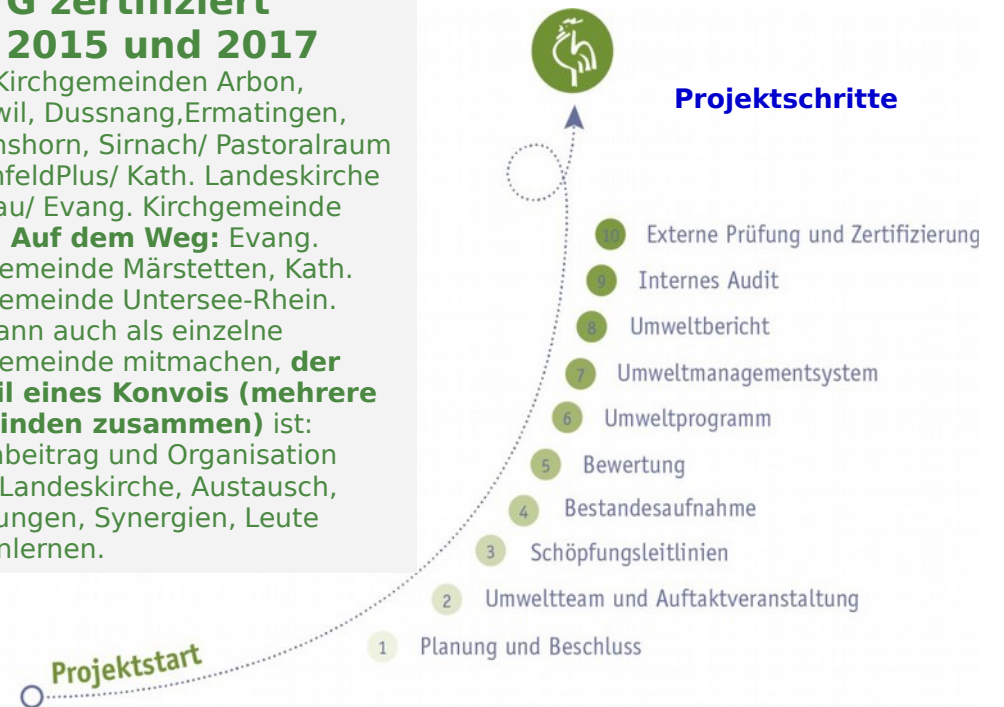 G zertifiziert
2015 und 2017
Kirchgemeinden Arbon,
wil, Dussnang,Ermatingen,
nshorn, Sirnach/ Pastoralraum
nfeldPlus/ Kath. Landeskirche
au/ Evang. Kirchgemeinde
Auf dem Weg: Evang.
emeinde Märstetten, Kath.
emeinde Untersee-Rhein.
ann auch als einzelne
emeinde mitmachen, der
il eines Konvois (mehrere
inden zusammen) ist:
beitrag und Organisation
Landeskirche, Austausch,
ungen, Synergien, Leute
nlernen.
Projektschritte
10 Externe Prüfung und Zertifizierung
9 Internes Audit
8 Umweltbericht
7 Umweltmanagementsystem
6 Umweltprogramm
5 Bewertung
4 Bestandesaufnahme
3 Schöpfungsleitlinien
2 Umweltteam und Auftaktveranstaltung
1 Planung und Beschluss
Projektstart